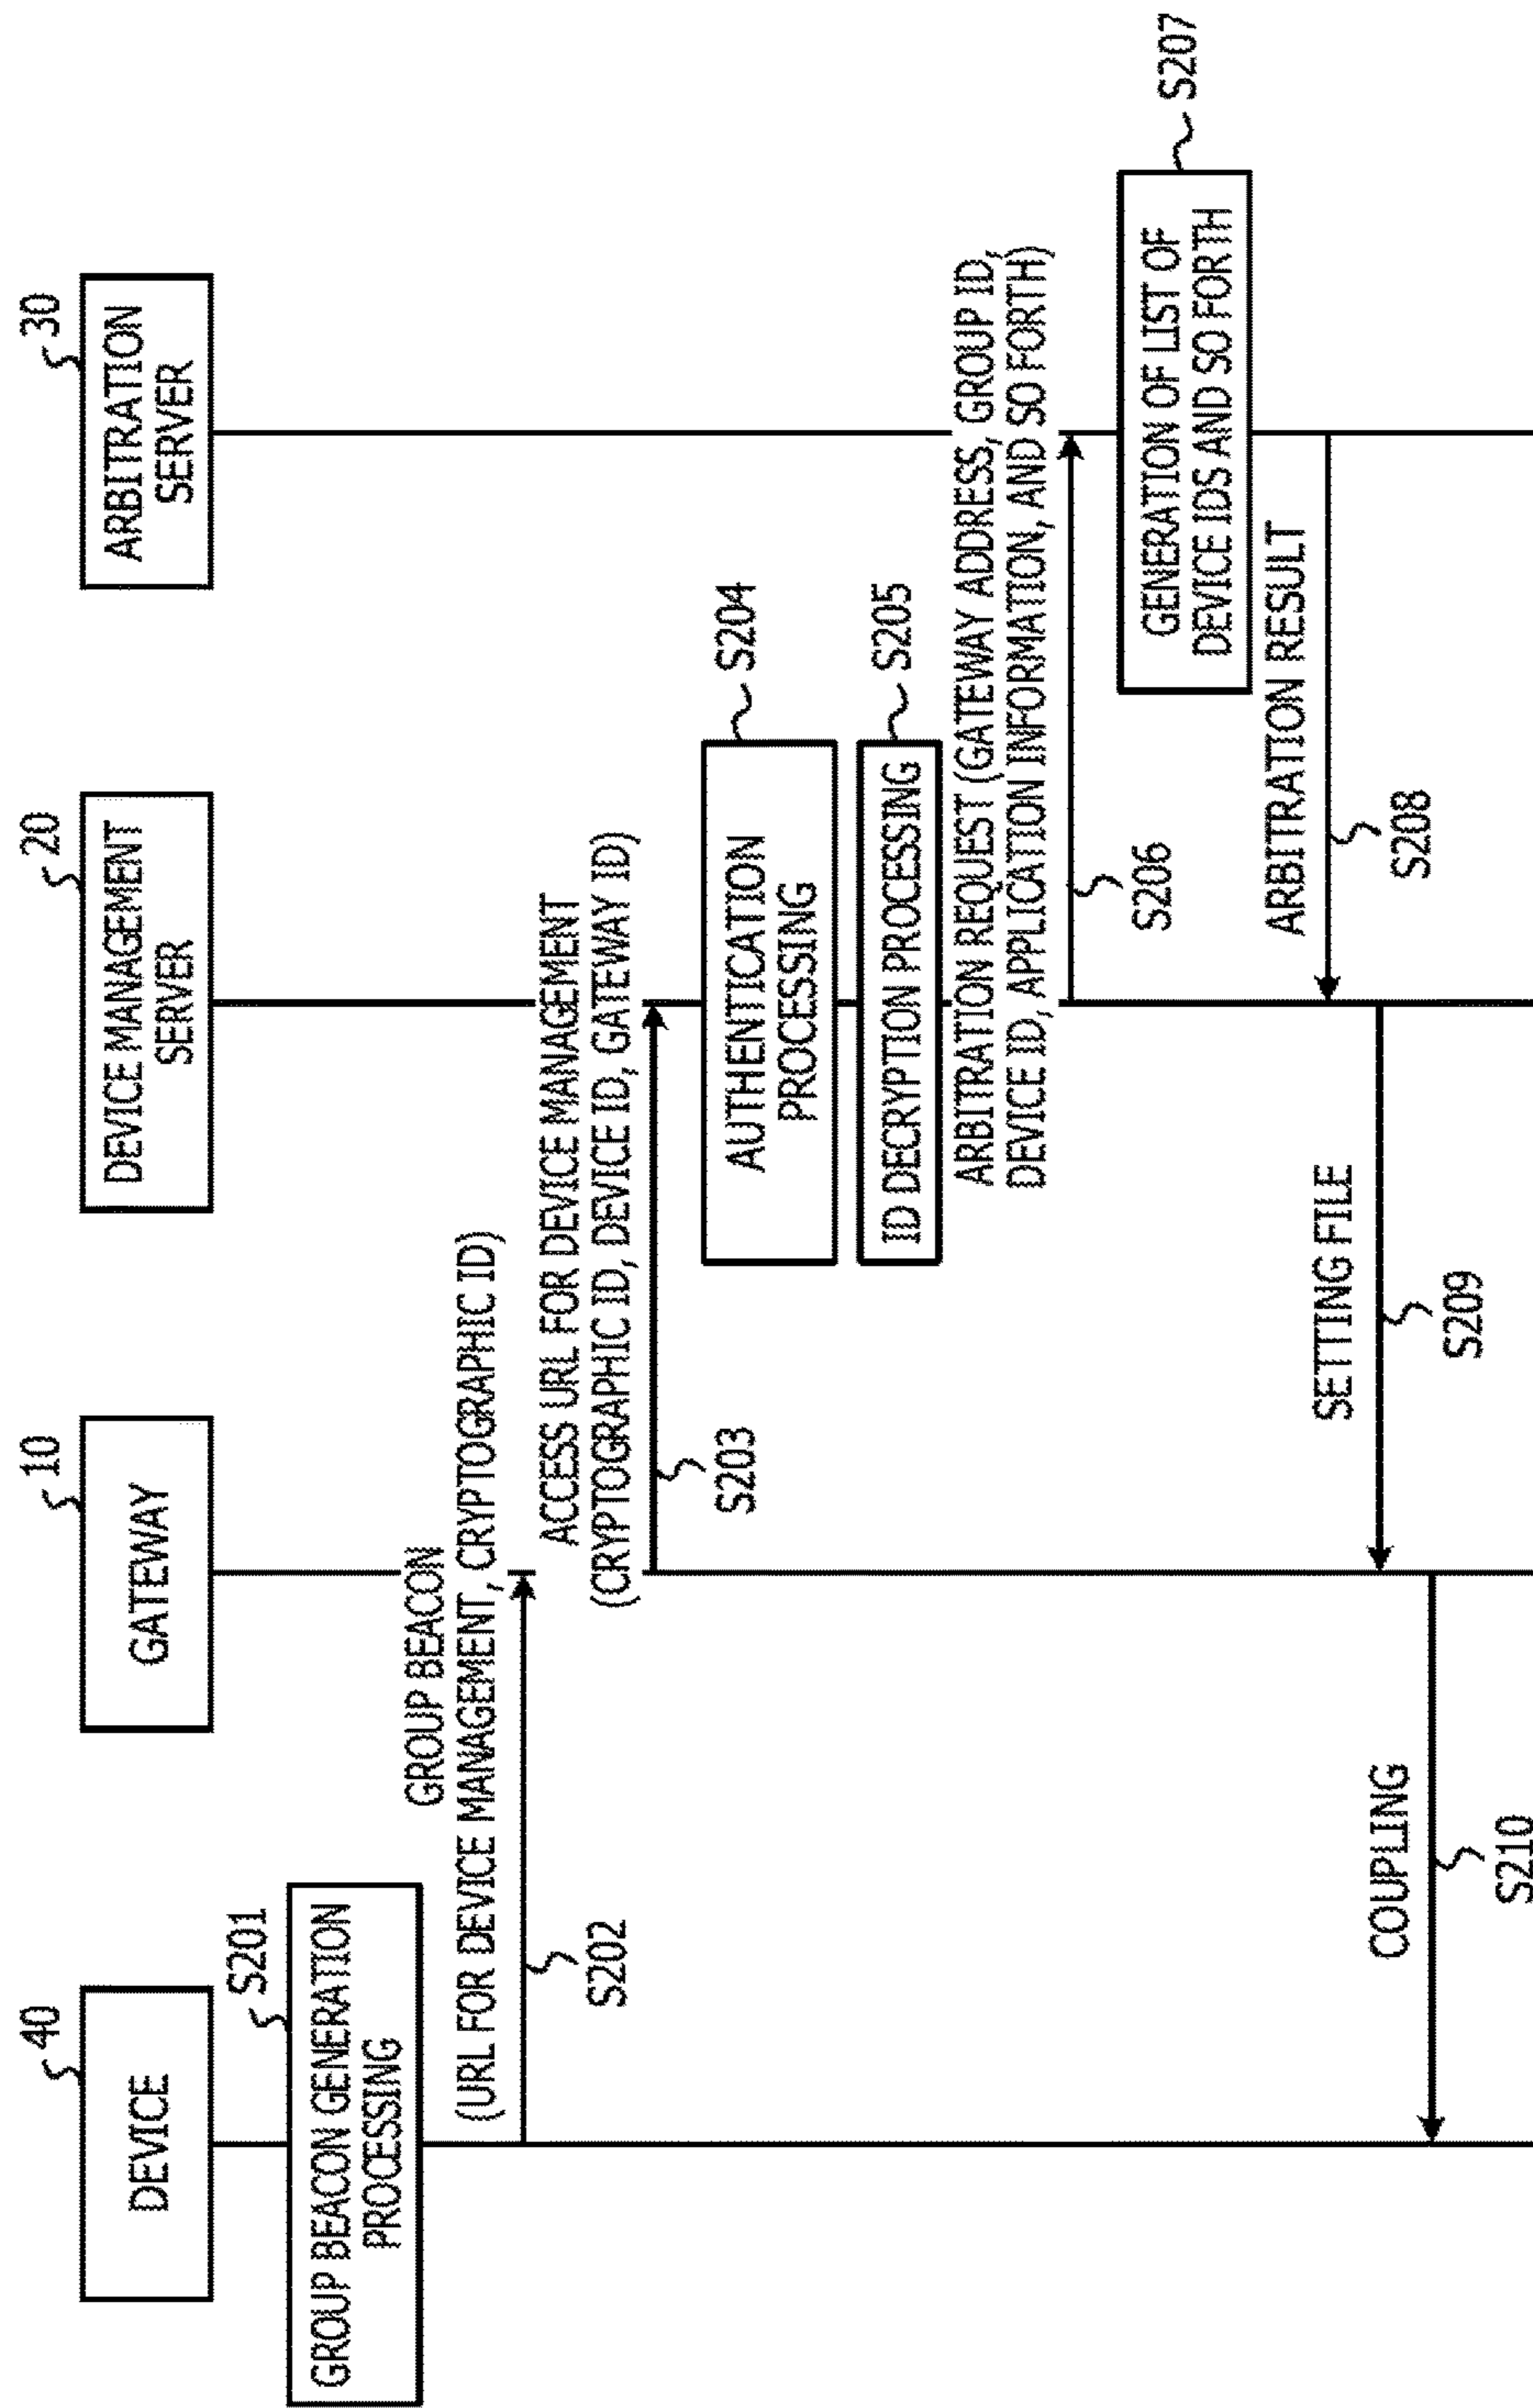 40
DEVICE
10
GATEWAY
20
DEVICE MANAGEMENT
SERVER
30
ARBITRATION
SERVER
S201
GROUP BEACON GENERATION
PROCESSING
GROUP BEACON
(URL FOR DEVICE MANAGEMENT, CRYPTOGRAPHIC ID)
S202
ACCESS URL FOR DEVICE MANAGEMENT
(CRYPTOGRAPHIC ID, DEVICE ID, GATEWAY ID)
S203
S204
AUTHENTICATION
PROCESSING
S205
ID DECRYPTION PROCESSING
ARBITRATION REQUEST (GATEWAY ADDRESS, GROUP ID,
DEVICE ID, APPLICATION INFORMATION, AND SO FORTH)
S206
S207
GENERATION OF LIST OF
DEVICE IDS AND SO FORTH
ARBITRATION RESULT
S208
SETTING FILE
S209
COUPLING
S210